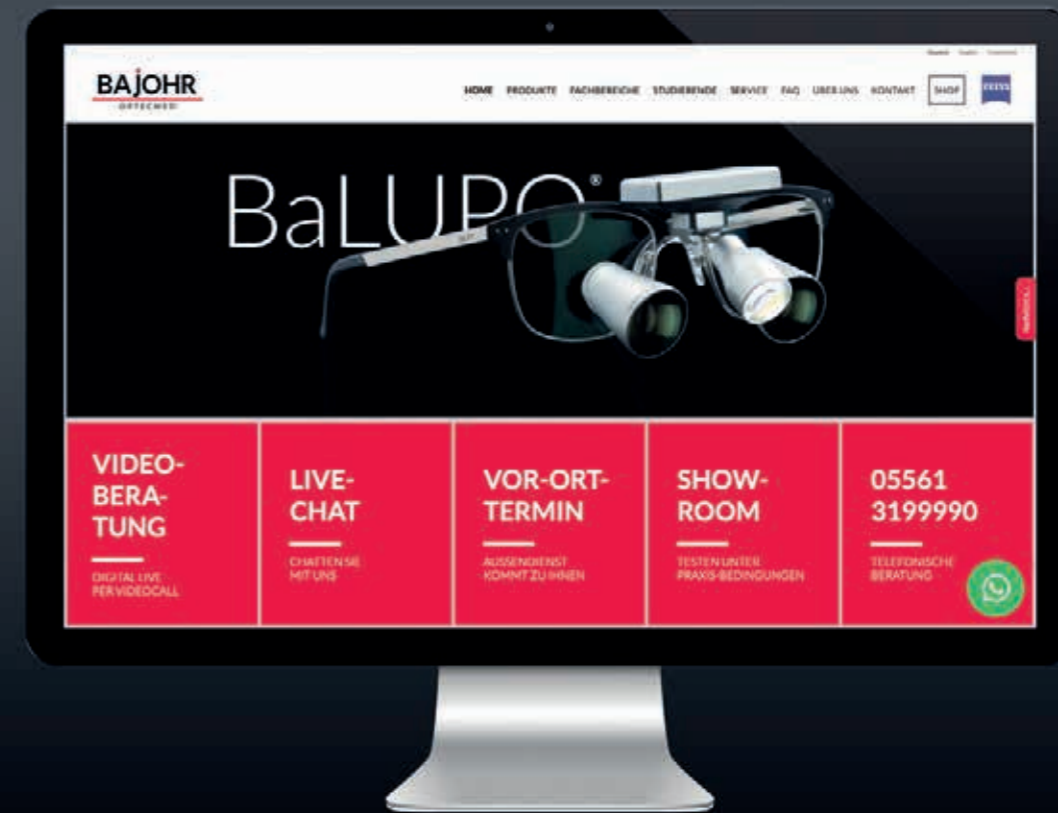 BAJOHR
OPTECMED
HOME PRODUKTE FACHBEREICHE STUDIERENDE SERVICE FAQ ÜBER UNS KONTAKT SHOP ZEISS
BaLUPO®
VIDEO-
BERA-
TUNG
DIGITAL LIVE
PER VIDEOCALL
LIVE-
CHAT
CHATTEN SIE
MIT UNS
VOR-ORT-
TERMIN
AUSSENDIENST
KOMMT ZU IHNEN
SHOW-
ROOM
TESTEN UNTER
PRAXIS-BEDINGUNGEN
05561
3199990
TELEFONISCHE
BERATUNG